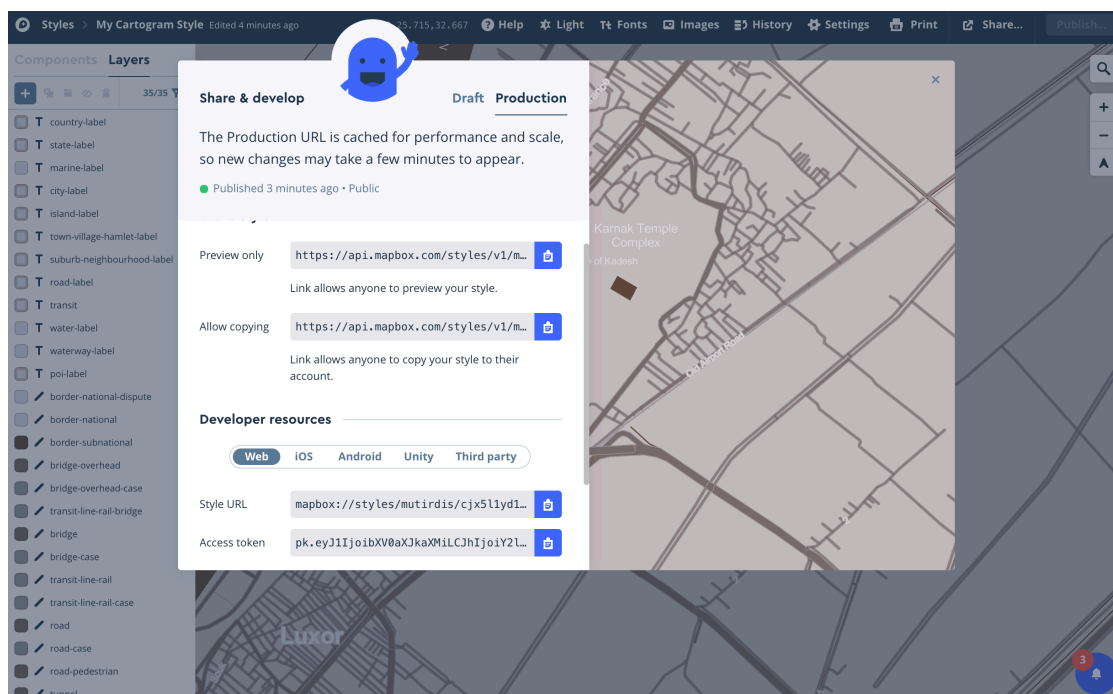 Styles > My Cartogram Style Edited 4 minutes ago
25,715,32.667
Help
Light
Fonts
Images
History
Settings
Print
Share...
Publish...
Components Layers
35/35
country-label
state-label
marine-label
city-label
island-label
town-village-hamlet-label
suburb-neighbourhood-label
road-label
transit
water-label
waterway-label
poi-label
border-national-dispute
border-national
border-subnational
bridge-overhead
bridge-overhead-case
transit-line-rail-bridge
bridge
bridge-case
transit-line-rail
transit-line-rail-case
road
road-case
road-pedestrian
tunnel
Share & develop
Draft Production
The Production URL is cached for performance and scale,
so new changes may take a few minutes to appear.
Published 3 minutes ago • Public
Preview only
https://api.mapbox.com/styles/v1/m…
Link allows anyone to preview your style.
Allow copying
https://api.mapbox.com/styles/v1/m…
Link allows anyone to copy your style to their
account.
Developer resources
Web iOS Android Unity Third party
Style URL
mapbox://styles/mutirdis/cjx5l1yd1…
Access token
pk.eyJ1IjoibXV0aXJkaXMiLCJhIjoiY2l…
Karnak Temple
Complex
of Kadesh
Old Airport Road
Luxor
3